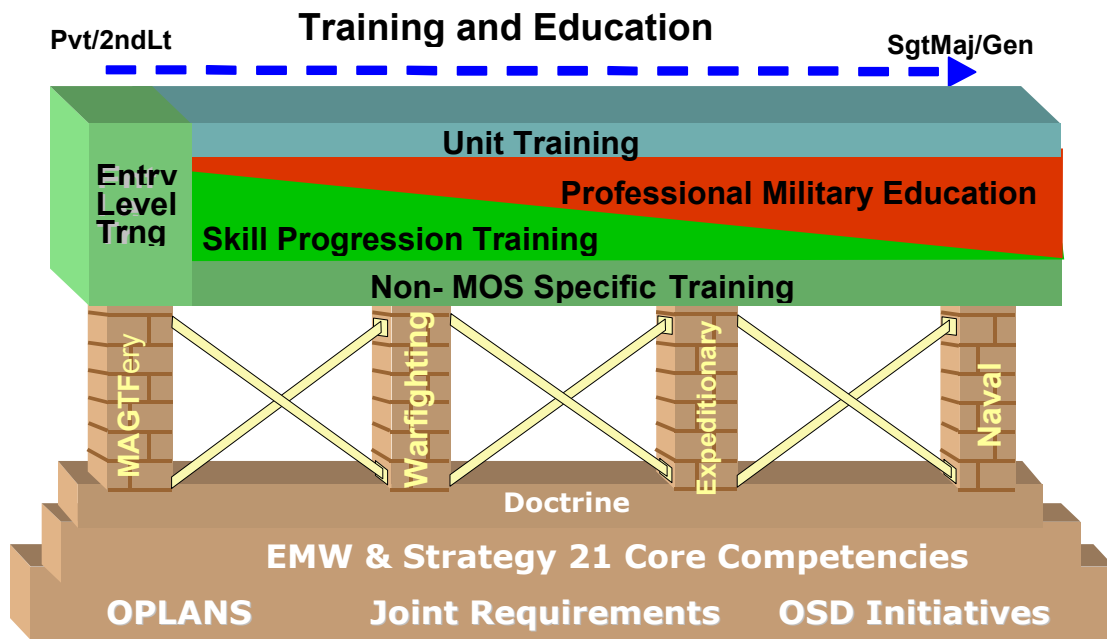 Training and Education
Pvt/2ndLt
SgtMaj/Gen
Unit Training
Entry
Level
Trng
Professional Military Education
Skill Progression Training
Non- MOS Specific Training
MAGTFery
Warfighting
Expeditionary
Naval
Doctrine
EMW & Strategy 21 Core Competencies
OPLANS Joint Requirements OSD Initiatives